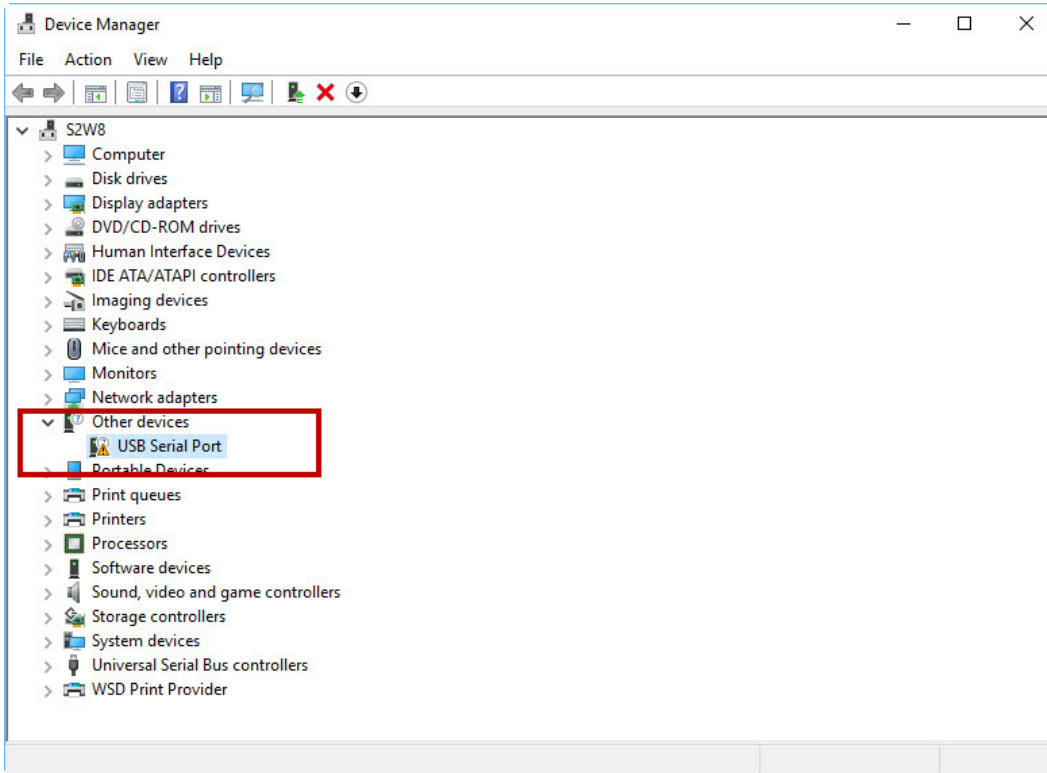 Device Manager
File Action View Help
S2W8
Computer
Disk drives
Display adapters
DVD/CD-ROM drives
Human Interface Devices
IDE ATA/ATAPI controllers
Imaging devices
Keyboards
Mice and other pointing devices
Monitors
Network adapters
Other devices
USB Serial Port
Portable Devices
Print queues
Printers
Processors
Software devices
Sound, video and game controllers
Storage controllers
System devices
Universal Serial Bus controllers
WSD Print Provider